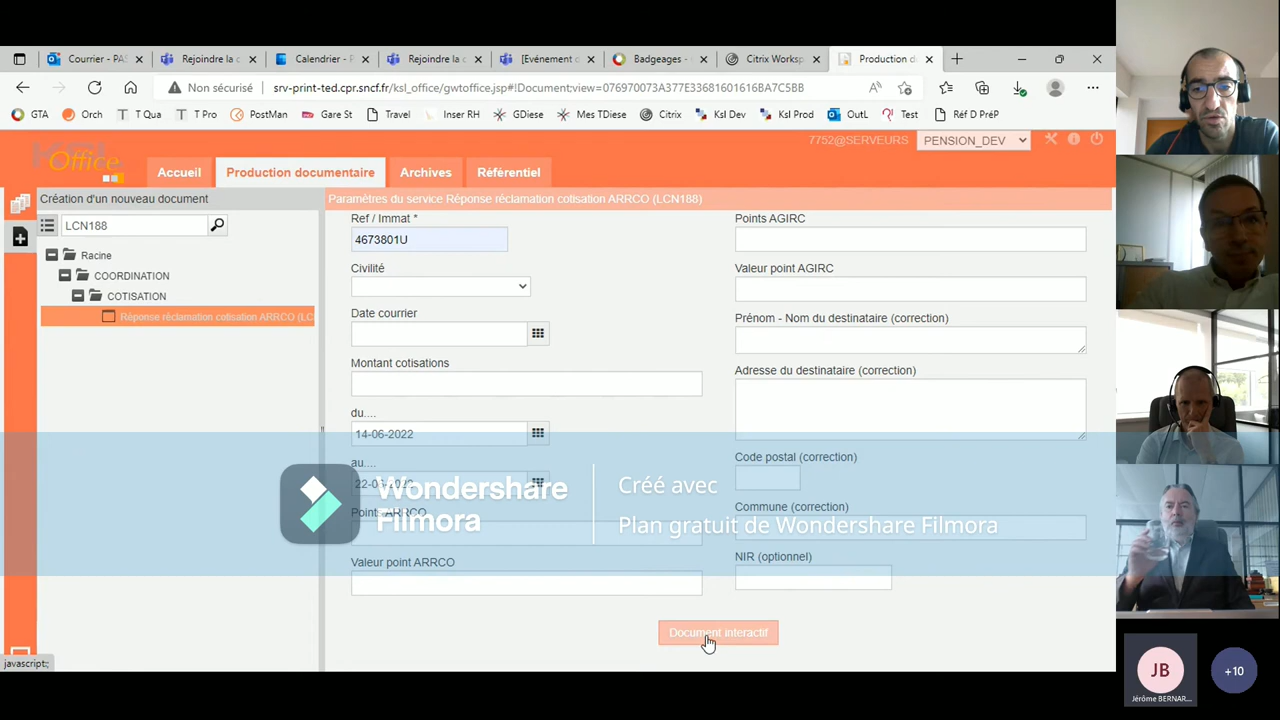 Courrier - PAS
Rejoindre la c
Calendrier - P
Rejoindre la c
[Evénement d
Badgeages - G
Citrix Worksp
Production d
Non sécurisé
srv-print-ted.cpr.sncf.fr/ksl_office/gwtoffice.jsp#!Document;view=076970073A377E33681601616BA7C5BB
GTA
Orch
T Qua
T Pro
PostMan
Gare St
Travel
Inser RH
GDiese
Mes TDiese
Citrix
Ksl Dev
Ksl Prod
OutL
Test
Réf D PréP
Office
7752@SERVEURS
PENSION_DEV
Accueil
Production documentaire
Archives
Référentiel
Création d'un nouveau document
Paramètres du service Réponse réclamation cotisation ARRCO (LCN188)
LCN188
Racine
COORDINATION
COTISATION
Réponse réclamation cotisation ARRCO (LC
Ref / Immat *
4673801U
Civilité
Date courrier
Montant cotisations
du....
14-06-2022
au....
Valeur point ARRCO
Points AGIRC
Valeur point AGIRC
Prénom - Nom du destinataire (correction)
Adresse du destinataire (correction)
Code postal (correction)
Commune (correction)
NIR (optionnel)
Wondershare
Filmora
Créé avec
Plan gratuit de Wondershare Filmora
Document interactif
javascript:;
JB
Jérôme BERNAR...
+10